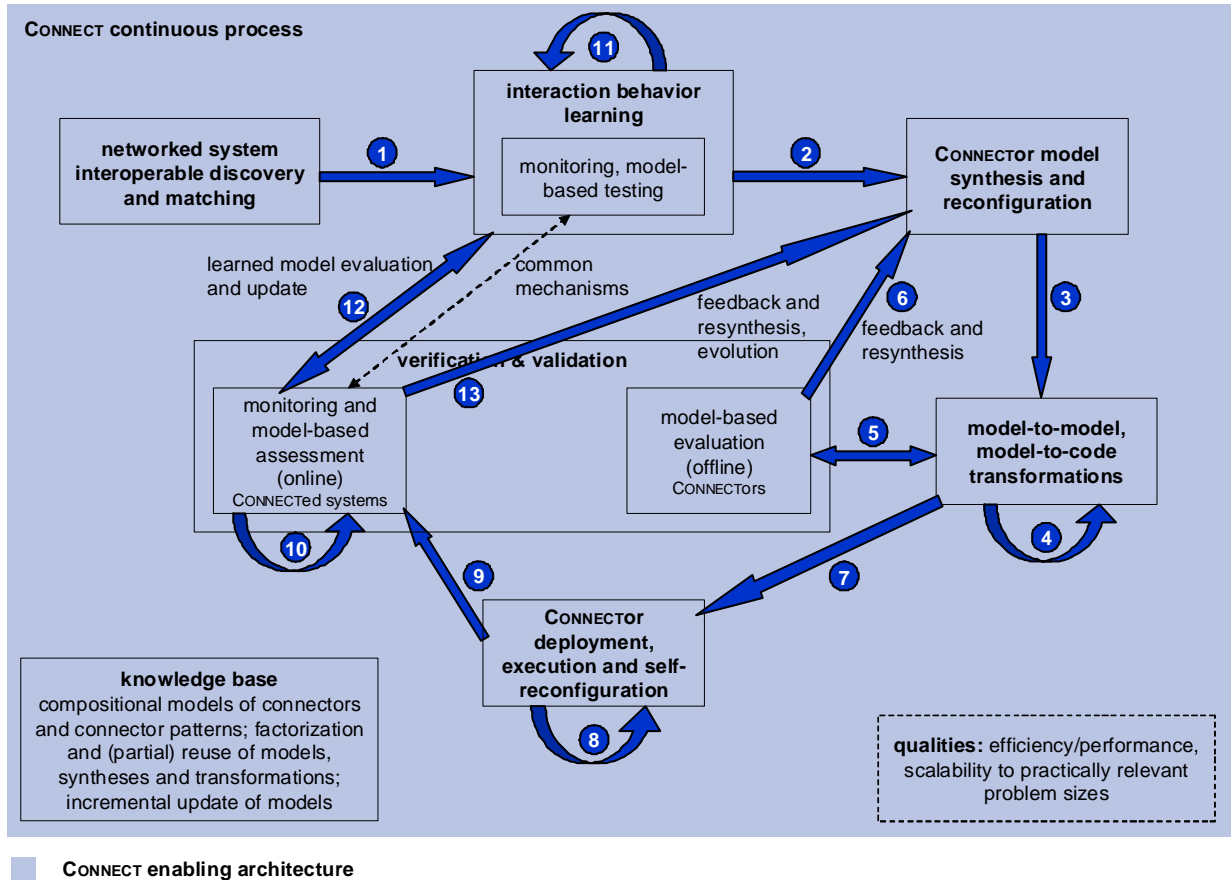 CONNECT continuous process
11
interaction behavior
learning
networked system
interoperable discovery
and matching
1
monitoring, model-
based testing
2
CONNECTor model
synthesis and
reconfiguration
learned model evaluation
and update
common
mechanisms
12
feedback and
resynthesis,
evolution
6
feedback and
resynthesis
3
verification & validation
13
monitoring and
model-based
assessment
(online)
CONNECTed systems
model-based
evaluation
(offline)
CONNECTors
5
model-to-model,
model-to-code
transformations
10
4
9
7
CONNECTor
deployment,
execution and self-
reconfiguration
8
knowledge base
compositional models of connectors
and connector patterns; factorization
and (partial) reuse of models,
syntheses and transformations;
incremental update of models
qualities: efficiency/performance,
scalability to practically relevant
problem sizes
CONNECT enabling architecture